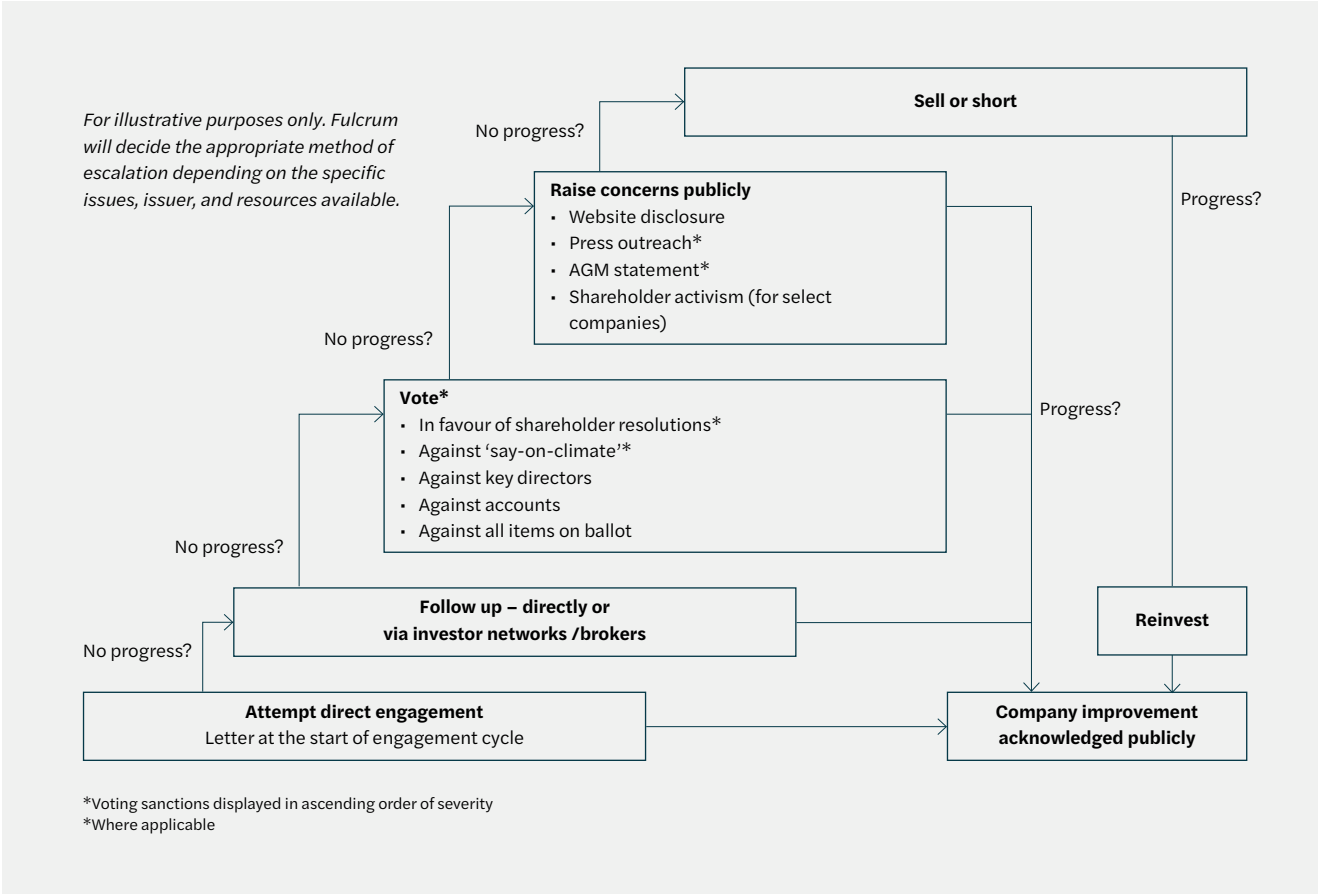 For illustrative purposes only. Fulcrum
will decide the appropriate method of
escalation depending on the specific
issues, issuer, and resources available.
No progress?
Sell or short
Progress?
Raise concerns publicly
▪ Website disclosure
▪ Press outreach*
▪ AGM statement*
▪ Shareholder activism (for select
companies)
No progress?
Vote*
▪ In favour of shareholder resolutions*
▪ Against ‘say-on-climate’*
▪ Against key directors
▪ Against accounts
▪ Against all items on ballot
Progress?
No progress?
Follow up – directly or
via investor networks /brokers
Reinvest
No progress?
Attempt direct engagement
Letter at the start of engagement cycle
Company improvement
acknowledged publicly
*Voting sanctions displayed in ascending order of severity
*Where applicable